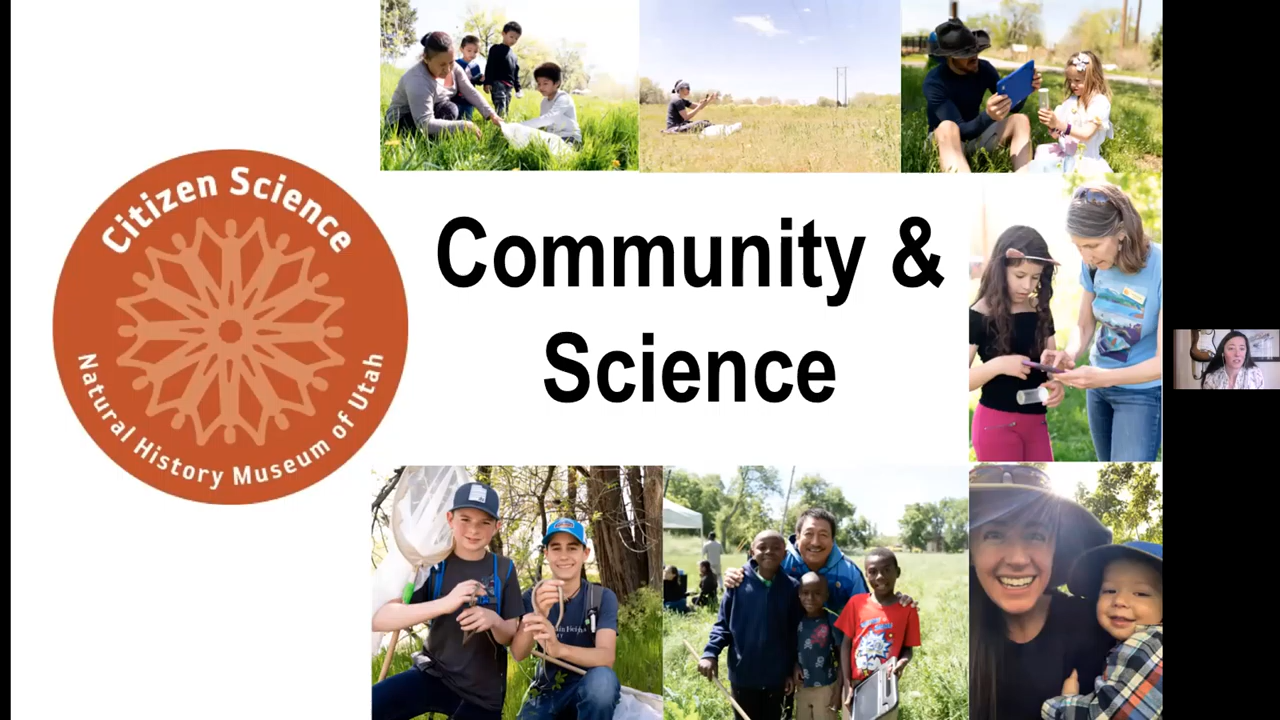 Citizen Science
Natural History Museum of Utah
Community &
Science